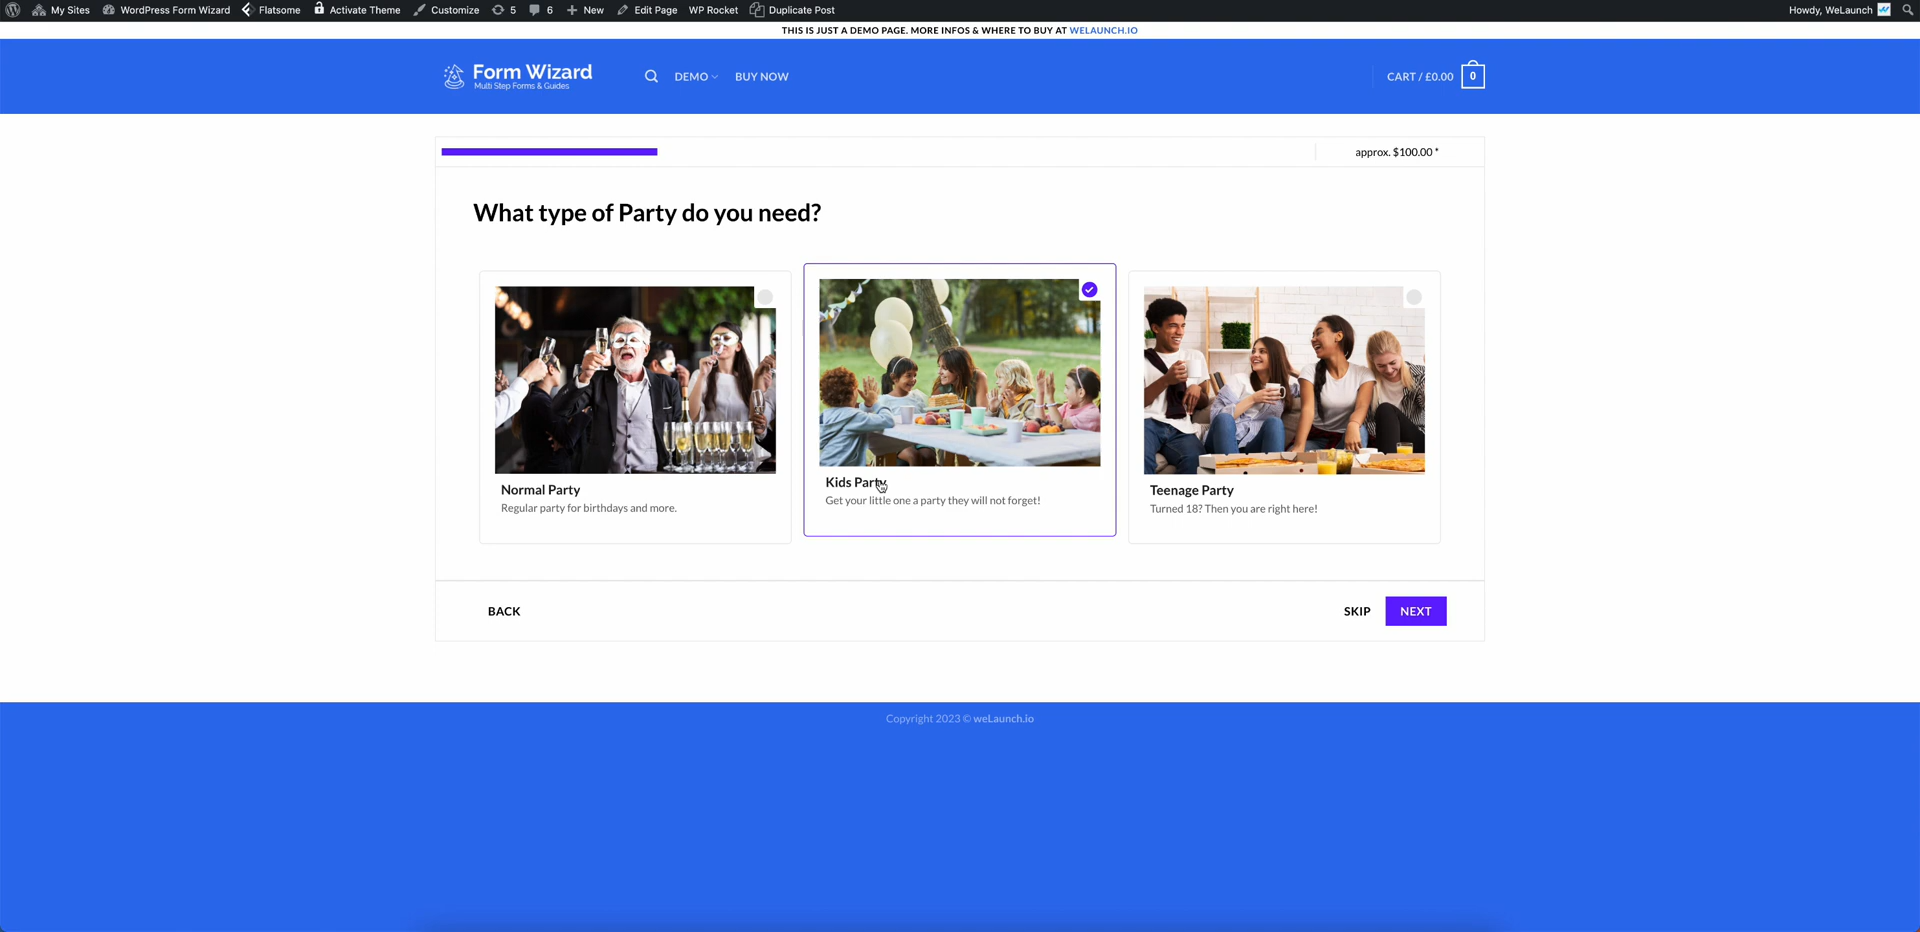 My Sites WordPress Form Wizard Flatsome Activate Theme Customize 5 6 New Edit Page WP Rocket Duplicate Post Howdy, WeLaunch
THIS IS JUST A DEMO PAGE. MORE INFOS & WHERE TO BUY AT WELAUNCH.IO
Form Wizard
Multi Step Forms & Guides
DEMO BUY NOW CART / £0.00 0
approx. $100.00 *
What type of Party do you need?
Normal Party
Regular party for birthdays and more.
Kids Party
Get your little one a party they will not forget!
Teenage Party
Turned 18? Then you are right here!
BACK SKIP NEXT
Copyright 2023 © weLaunch.io